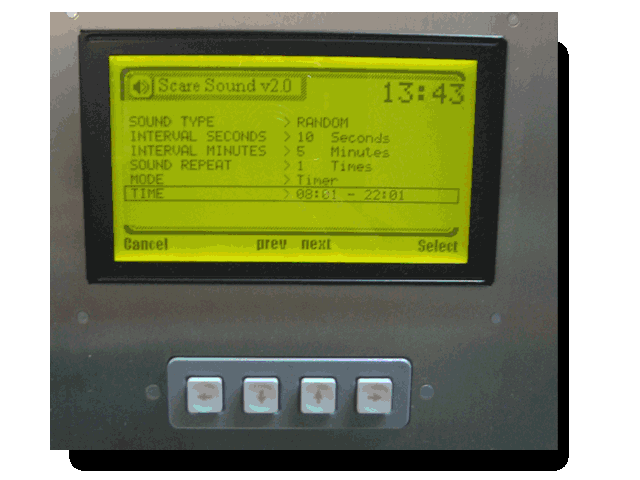 Scare Sound v2.0
13:43
SOUND TYPE > RANDOM
INTERVAL SECONDS > 10 Seconds
INTERVAL MINUTES > 5 Minutes
SOUND REPEAT > 1 Times
MODE > Timer
TIME > 08:01 - 22:01
Cancel prev next Select